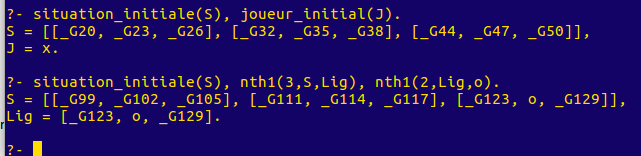 ?- situation_initiale(S), joueur_initial(J).
S = [[_G20, _G23, _G26], [_G32, _G35, _G38], [_G44, _G47, _G50]],
J = x.
?- situation_initiale(S), nth1(3,S,Lig), nth1(2,Lig,o).
S = [[_G99, _G102, _G105], [_G111, _G114, _G117], [_G123, o, _G129]],
Lig = [_G123, o, _G129].
?-